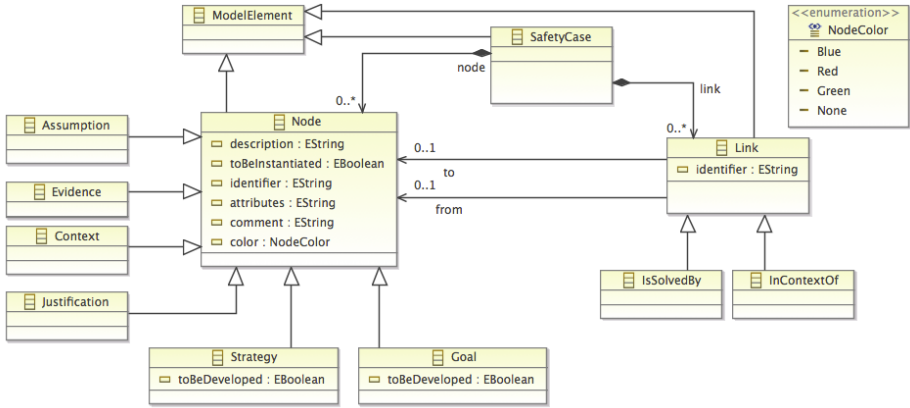 ModelElement
<<enumeration>>
NodeColor
Blue
Red
Green
None
SafetyCase
node
link
0..*
0..*
Node
description : EString
toBeInstantiated : EBoolean
identifier : EString
attributes : EString
comment : EString
color : NodeColor
Assumption
Evidence
Context
Justification
0..1
to
0..1
from
Link
identifier : EString
IsSolvedBy
InContextOf
Strategy
toBeDeveloped : EBoolean
Goal
toBeDeveloped : EBoolean